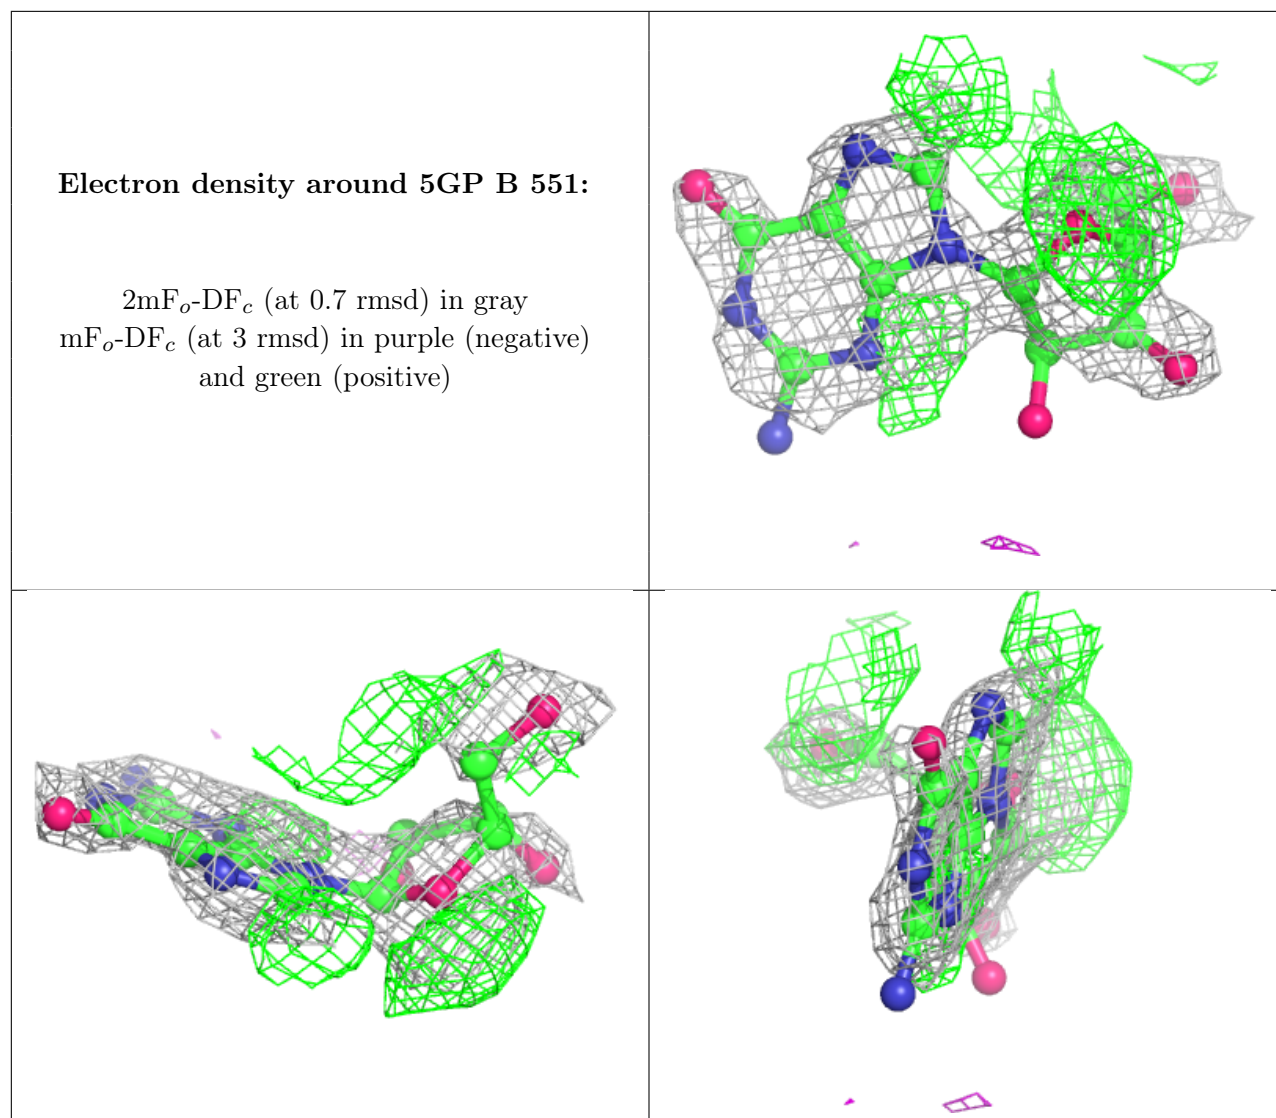 Electron density around 5GP B 551:
2mFo-DFc (at 0.7 rmsd) in gray
mFo-DFc (at 3 rmsd) in purple (negative)
and green (positive)